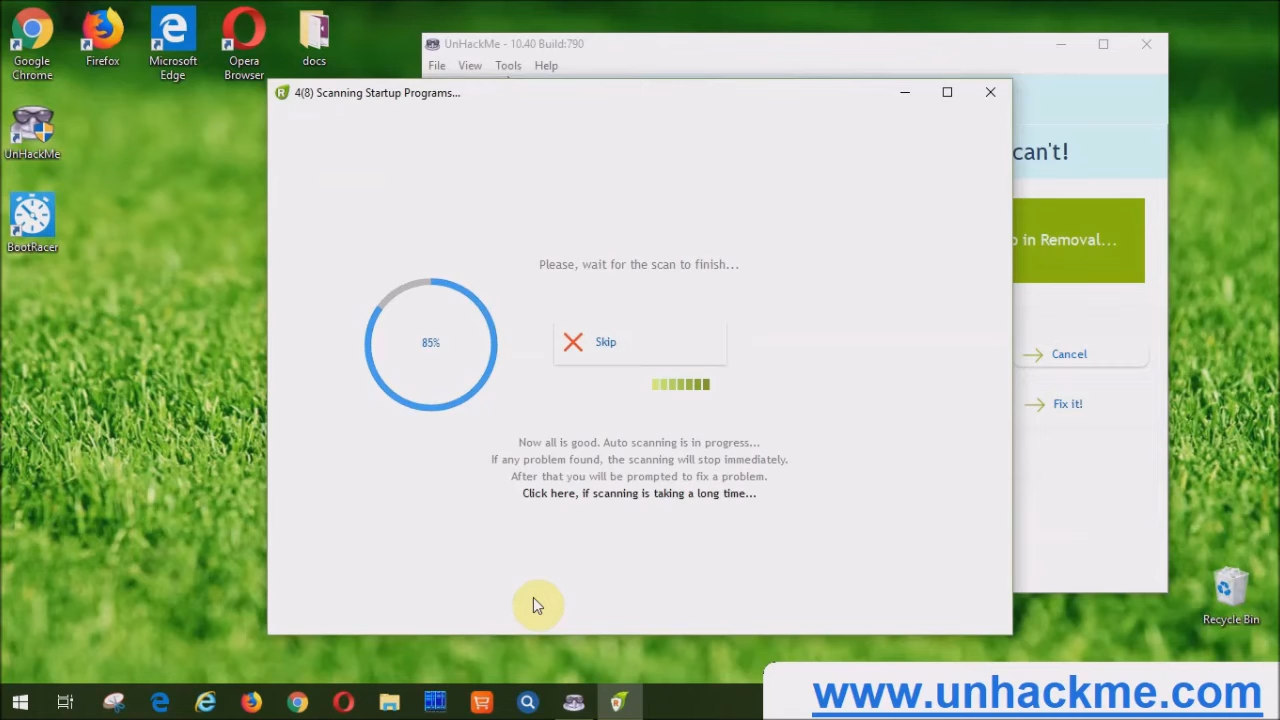 Google
Chrome
Firefox
Microsoft
Edge
Opera
Browser
docs
UnHackMe
BootRacer
UnHackMe - 10.40 Build:790
File View Tools Help
4(8) Scanning Startup Programs...
can't!
in Removal...
Cancel
Fix it!
Please, wait for the scan to finish...
85%
Skip
Now all is good. Auto scanning is in progress...
If any problem found, the scanning will stop immediately.
After that you will be prompted to fix a problem.
Click here, if scanning is taking a long time...
Recycle Bin
www.unhackme.com